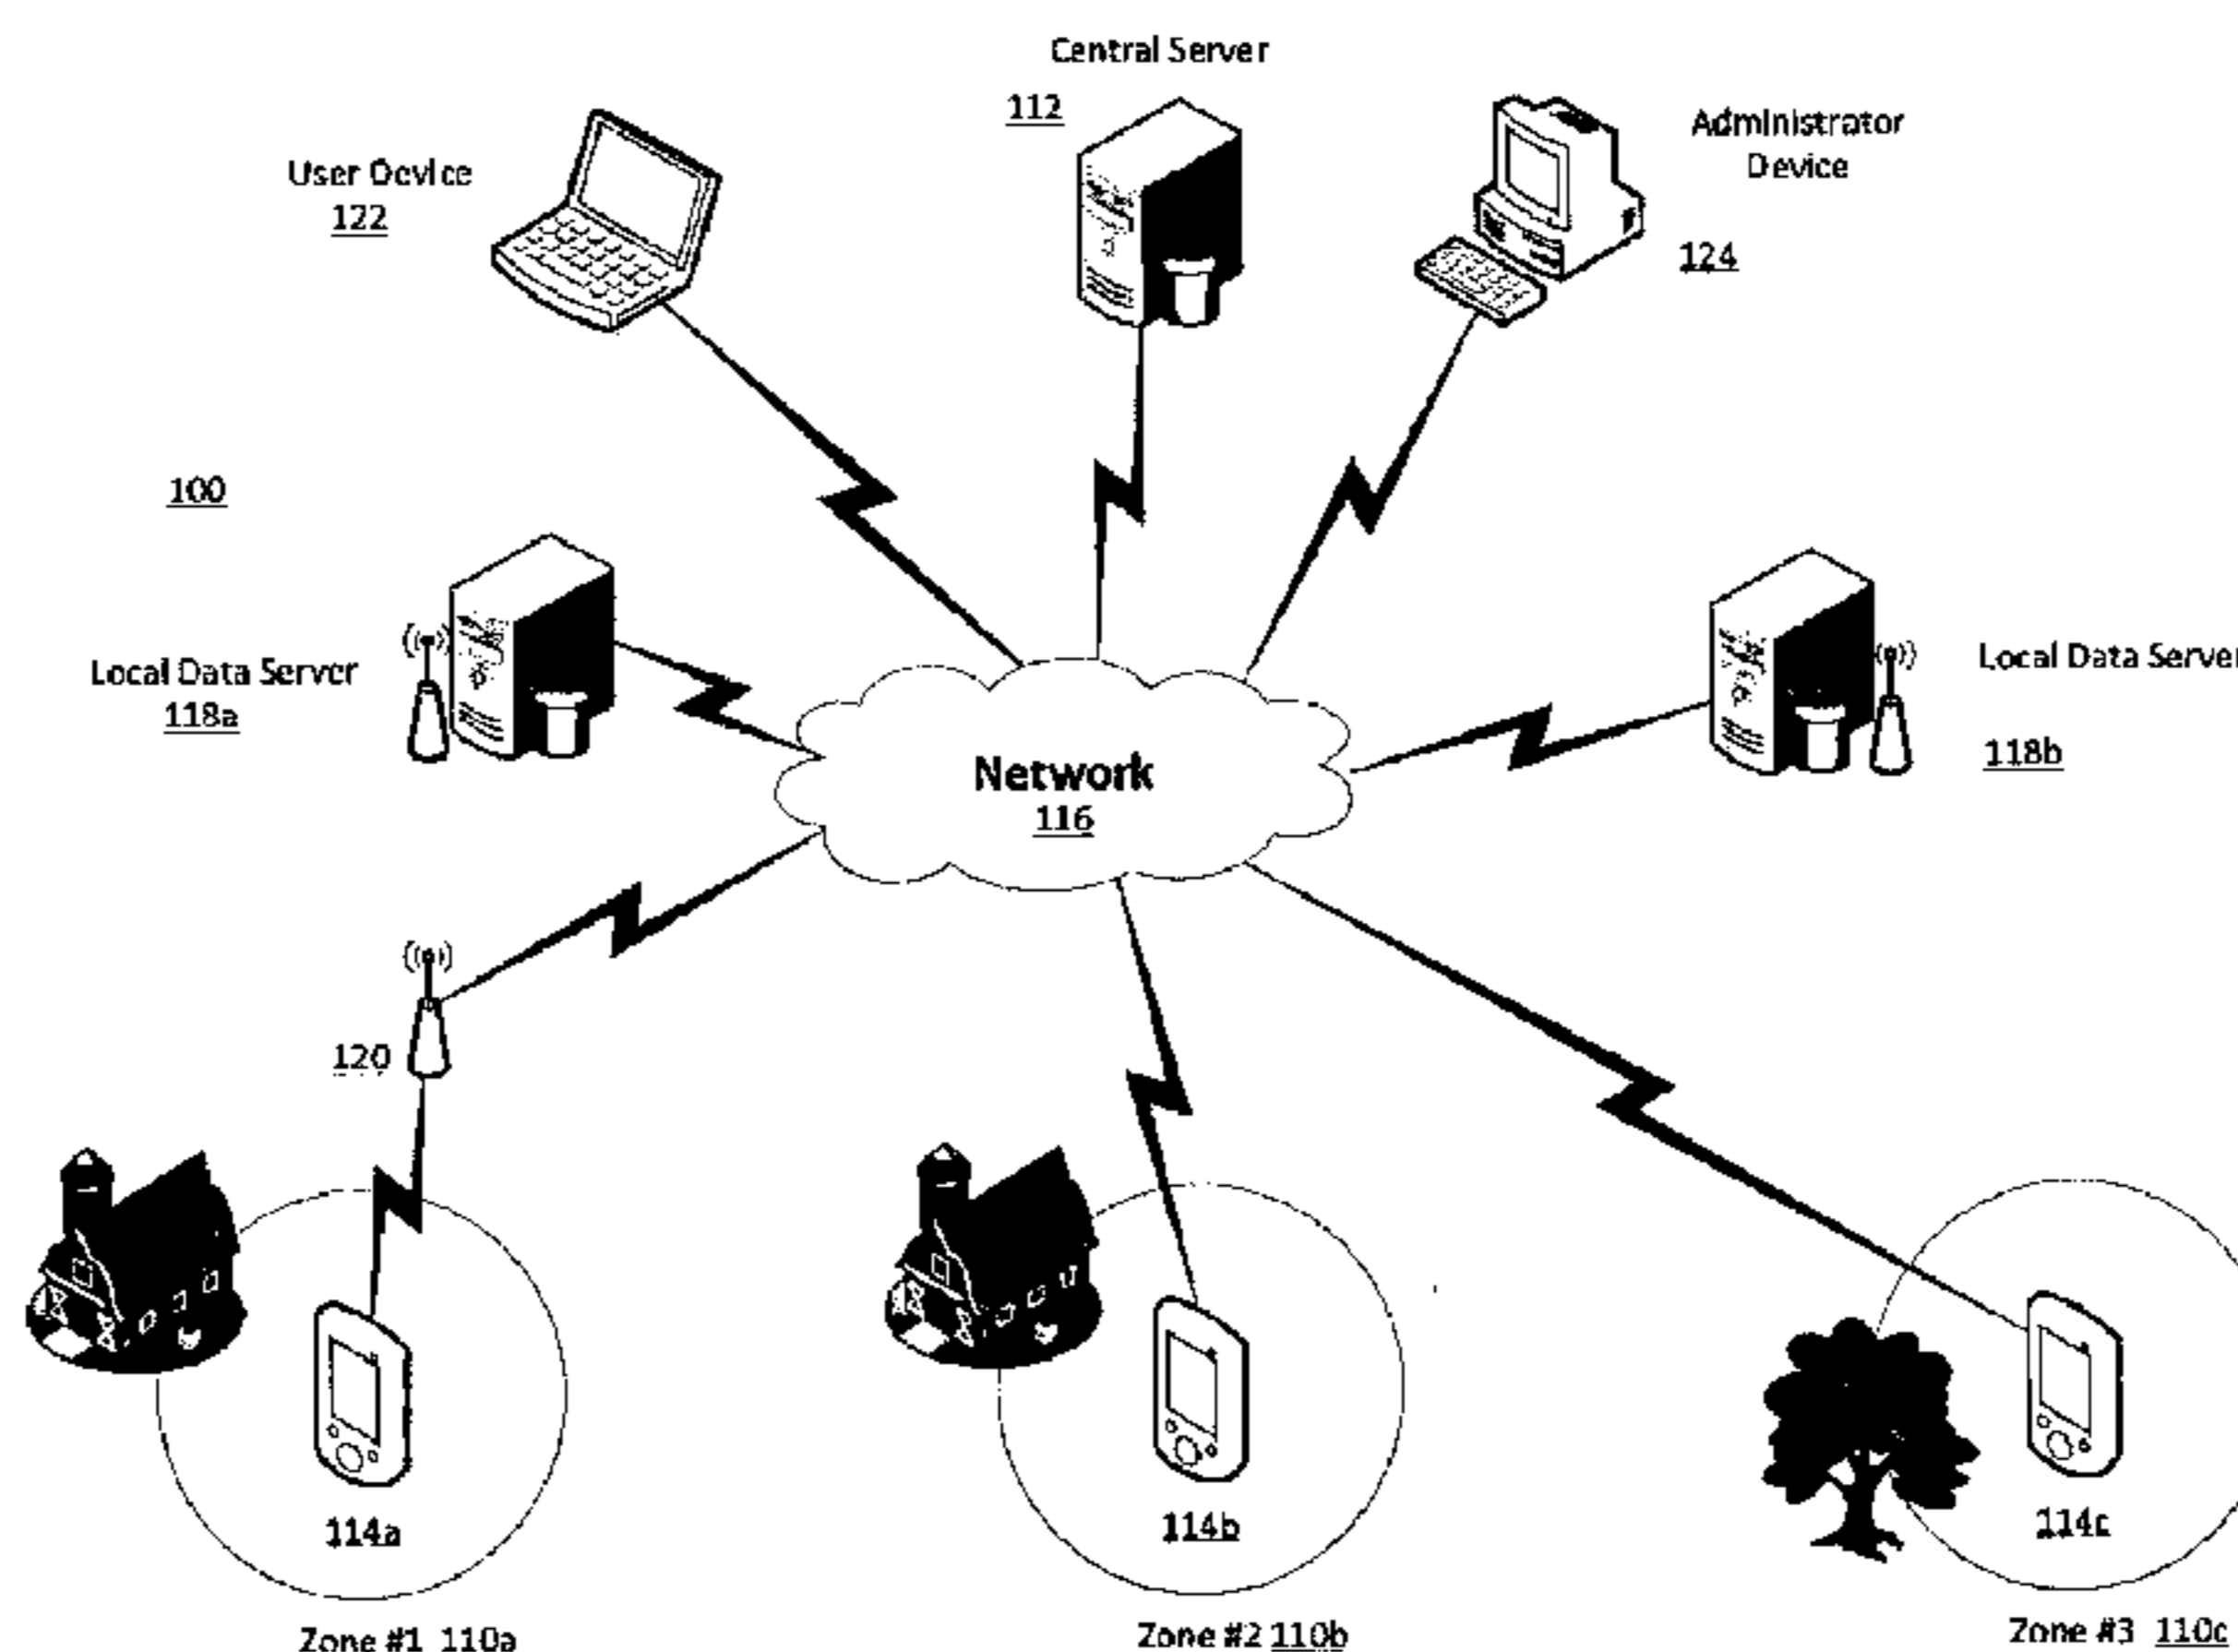 Central Server
112
Administrator
Device
124
User Device
122
100
Local Data Server
118a
Local Data Server
118b
Network
116
120
114a
114b
114c
Zone #1 110a
Zone #2 110b
Zone #3 110c